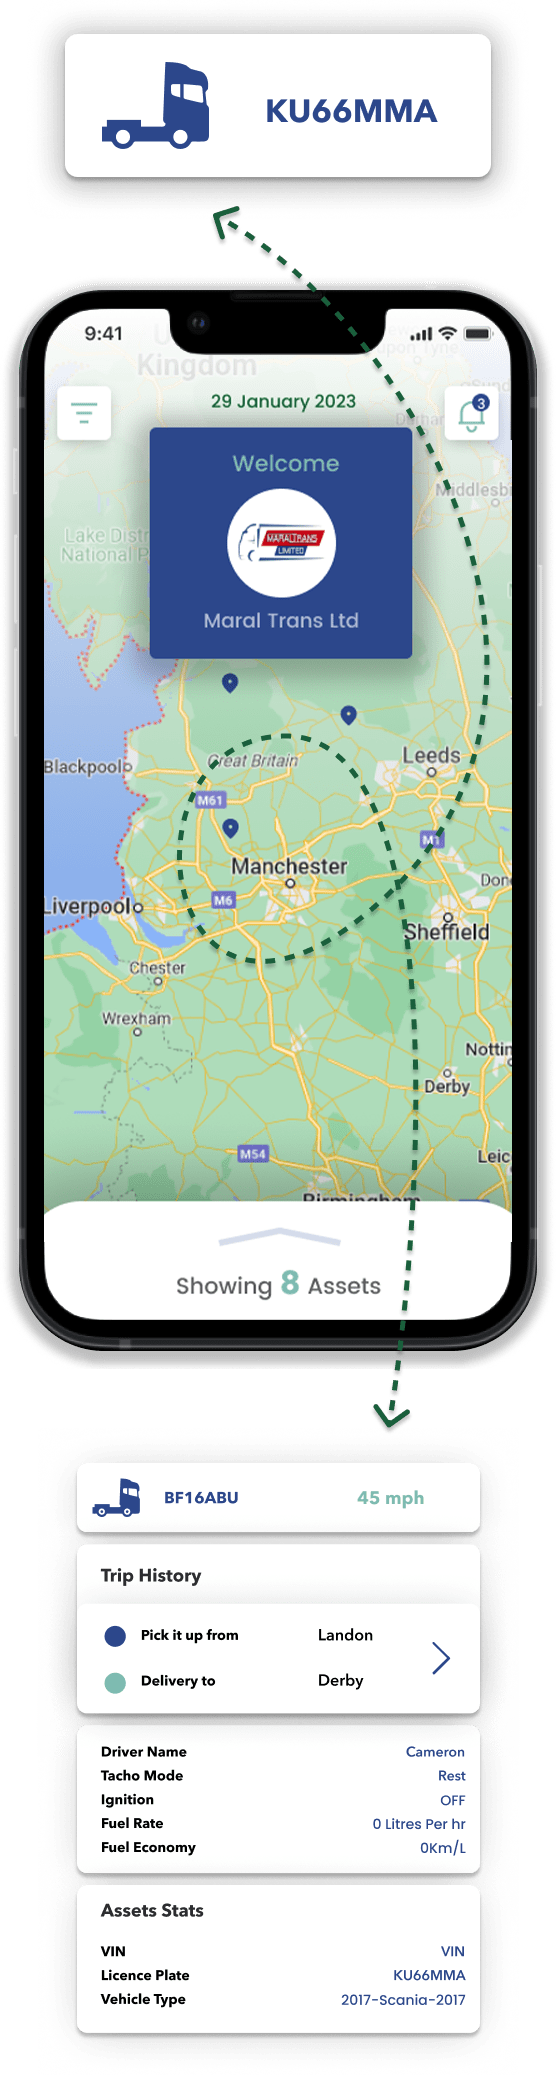 KU66MMA
9:41
Kingdom
upon Tyne
29 January 2023
3
Welcome
Middlesb
Lake Dist
National P
MARALTRANS
LIMITED
Maral Trans Ltd
Great Britain
Leeds
Blackpool
M61
M1
Manchester
Don
M6
Liverpool
Sheffield
Chester
Wrexham
Nottin
Derby
M54
Leic
Birmingham
Showing 8 Assets
BF16ABU 45 mph
Trip History
Pick it up from Landon
Delivery to Derby
Driver Name Cameron
Tacho Mode Rest
Ignition OFF
Fuel Rate 0 Litres Per hr
Fuel Economy 0Km/L
Assets Stats
VIN VIN
Licence Plate KU66MMA
Vehicle Type 2017-Scania-2017